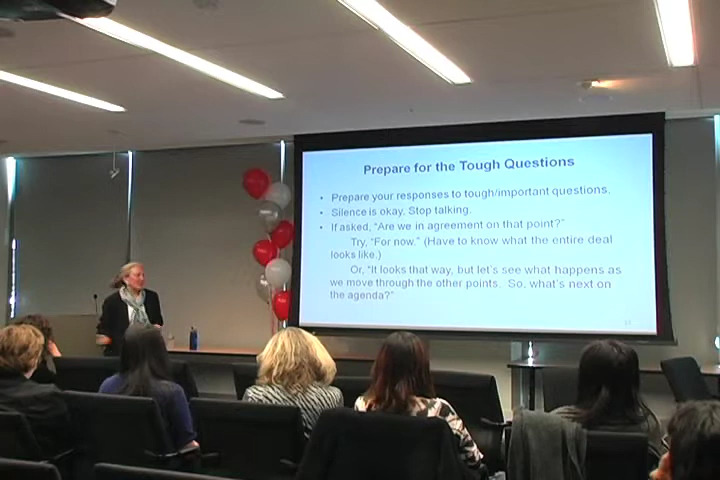 Prepare for the Tough Questions
• Prepare your responses to tough/important questions.
• Silence is okay. Stop talking.
• If asked, “Are we in agreement on that point?”
Try, “For now.” (Have to know what the entire deal
looks like.)
Or, “It looks that way, but let’s see what happens as
we move through the other points. So, what’s next on
the agenda?”